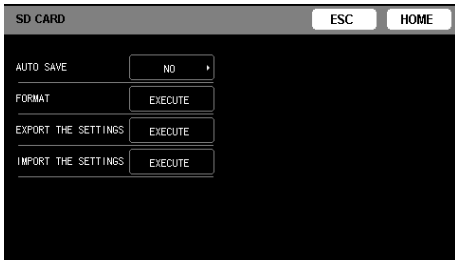 SD CARD ESC HOME
AUTO SAVE NO
FORMAT EXECUTE
EXPORT THE SETTINGS EXECUTE
IMPORT THE SETTINGS EXECUTE